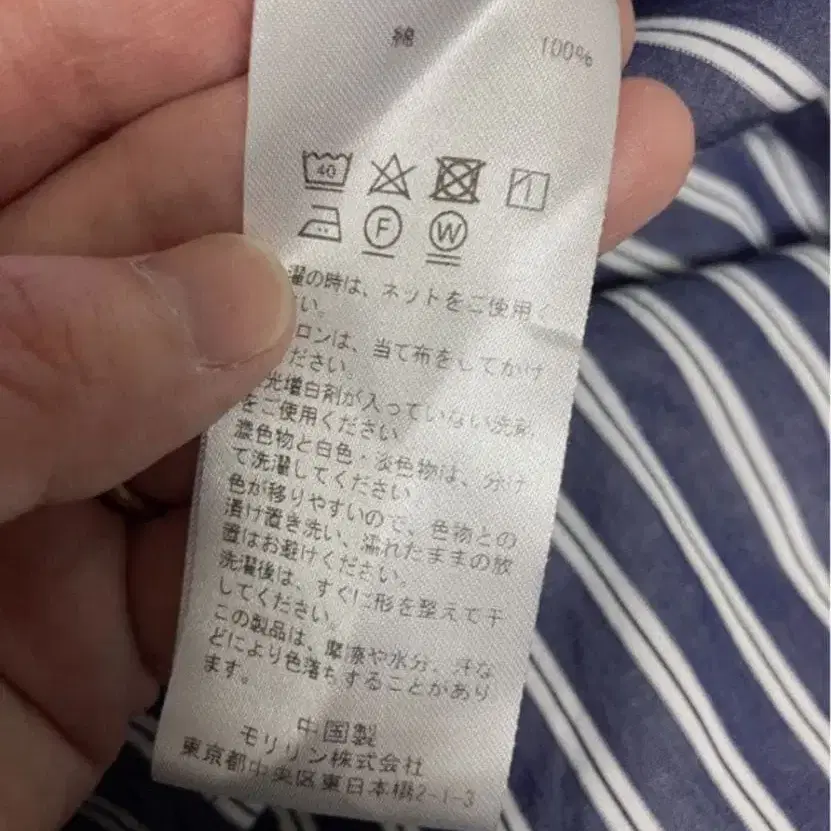 綿 100%
40
F W
濯の時は、ネットをご使用く
い。
ロンは、当て布をしてかけ
ださい。
光増白剤が入っていない洗剤
をご使用ください
濃色物と白色・淡色物は、分け
て洗濯してください
色が移りやすいので、色物との
漬け置き洗い、濡れたままの放
置はお避けください。
洗濯後は、すぐに形を整えて干
してください。
この製品は、摩擦や水分、汗な
どにより色落ちすることがあり
ます。
中国製
モリリン株式会社
東京都中央区東日本橋2-1-3